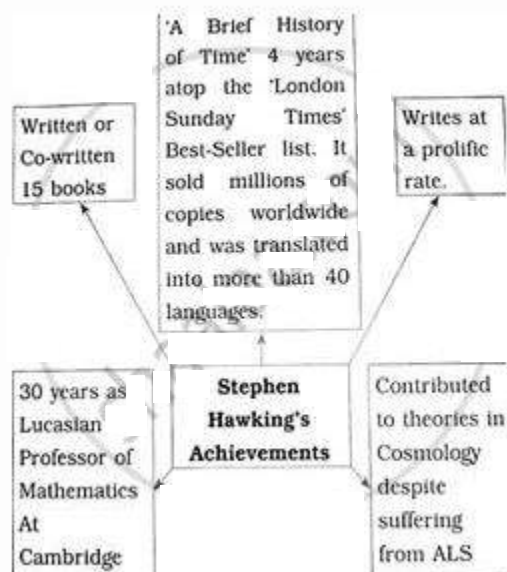 'A Brief History
of Time' 4 years
atop the 'London
Sunday Times'
Best-Seller list. It
sold millions of
copies worldwide
and was translated
into more than 40
languages.
Written or
Co-written
15 books
Writes at
a prolific
rate.
30 years as
Lucasian
Professor of
Mathematics
At
Cambridge
Stephen
Hawking's
Achievements
Contributed
to theories in
Cosmology
despite
suffering
from ALS